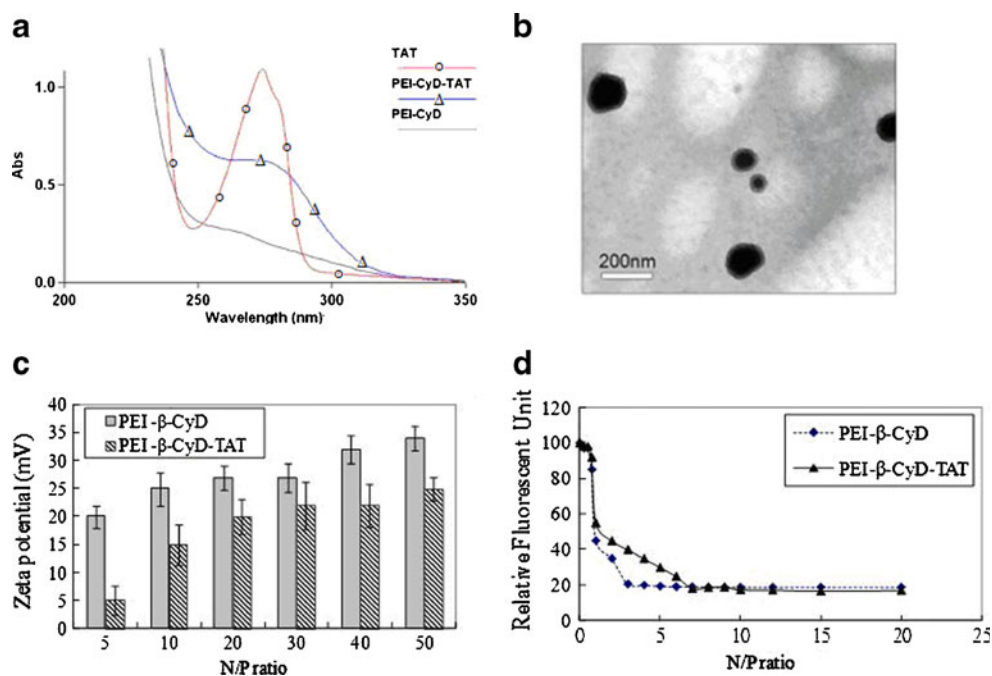 a
TAT
PEI-CyD-TAT
PEI-CyD
1.0
0.5
0.0
Abs
200 250 300 350
Wavelength (nm)
b
200nm
c
PEI-β-CyD
PEI-β-CyD-TAT
Zeta potential (mV)
40
35
30
25
20
15
10
5
0
5 10 20 30 40 50
N/P ratio
d
PEI-β-CyD
PEI-β-CyD-TAT
Relative Fluorescent Unit
120
100
80
60
40
20
0
0 5 10 15 20 25
N/P ratio